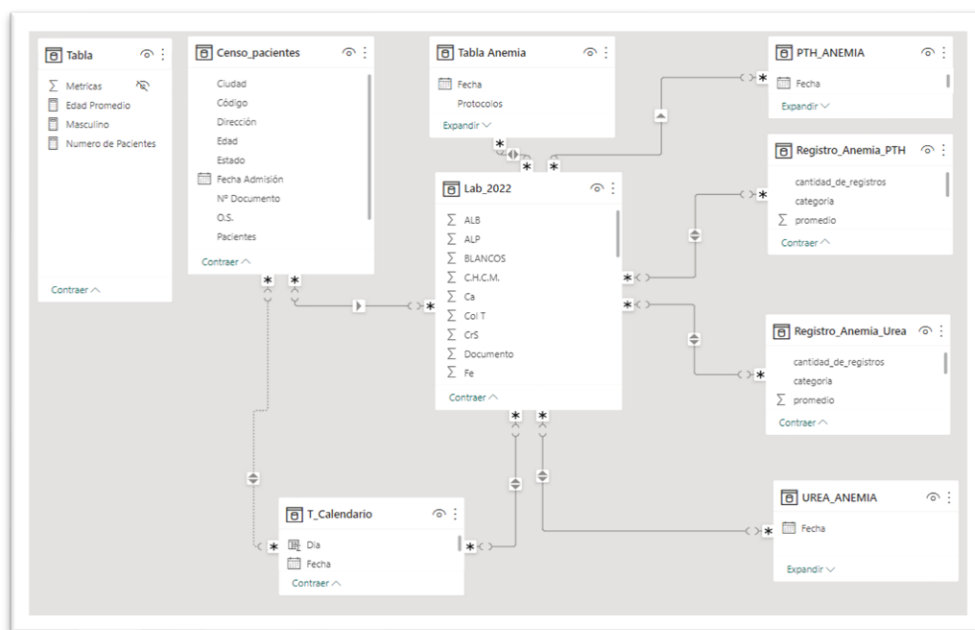 Tabla
Metricas
Edad Promedio
Masculino
Numero de Pacientes
Contraer
Censo_pacientes
Ciudad
Código
Dirección
Edad
Estado
Fecha Admisión
Nº Documento
O.S.
Pacientes
Contraer
Tabla Anemia
Fecha
Protocolos
Expandir
PTH_ANEMIA
Fecha
Expandir
Registro_Anemia_PTH
cantidad_de_registros
categoria
promedio
Contraer
Lab_2022
ALB
ALP
BLANCOS
C.H.C.M.
Ca
Col T
CrS
Documento
Fe
Contraer
Registro_Anemia_Urea
cantidad_de_registros
categoria
promedio
Contraer
T_Calendario
Dia
Fecha
Contraer
UREA_ANEMIA
Fecha
Expandir